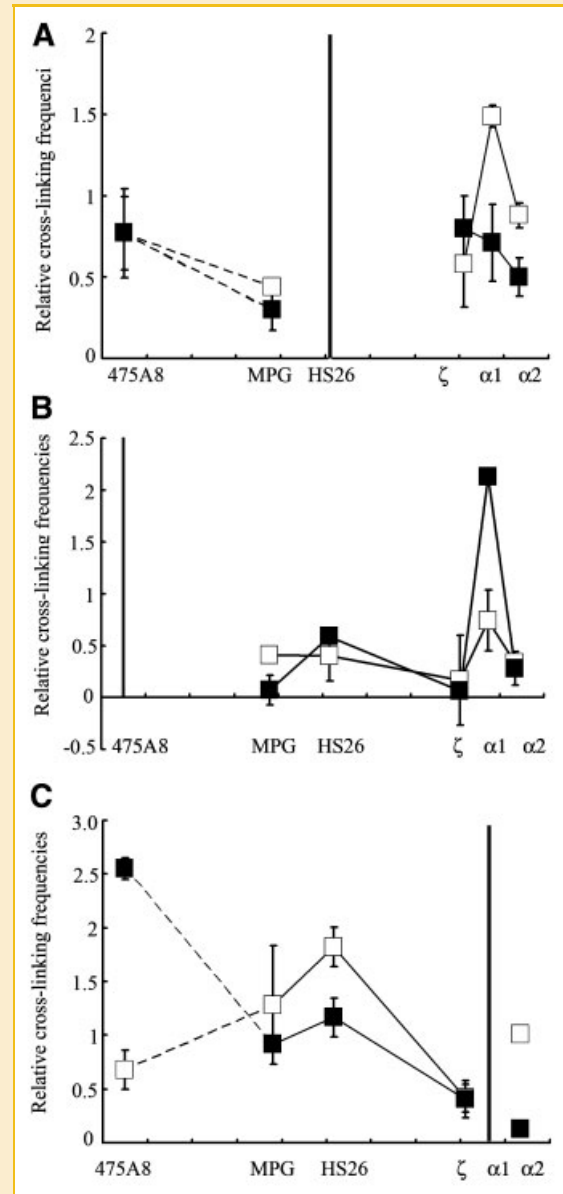 A
Relative cross-linking frequenci
2
1.5
1
0.5
0
475A8 MPG HS26 ζ α1 α2
B
Relative cross-linking frequencies
2.5
2
1.5
1
0.5
0
-0.5
475A8 MPG HS26 ζ α1 α2
C
Relative cross-linking frequencies
3.0
2.5
2.0
1.5
1
0.5
0
475A8 MPG HS26 ζ α1 α2